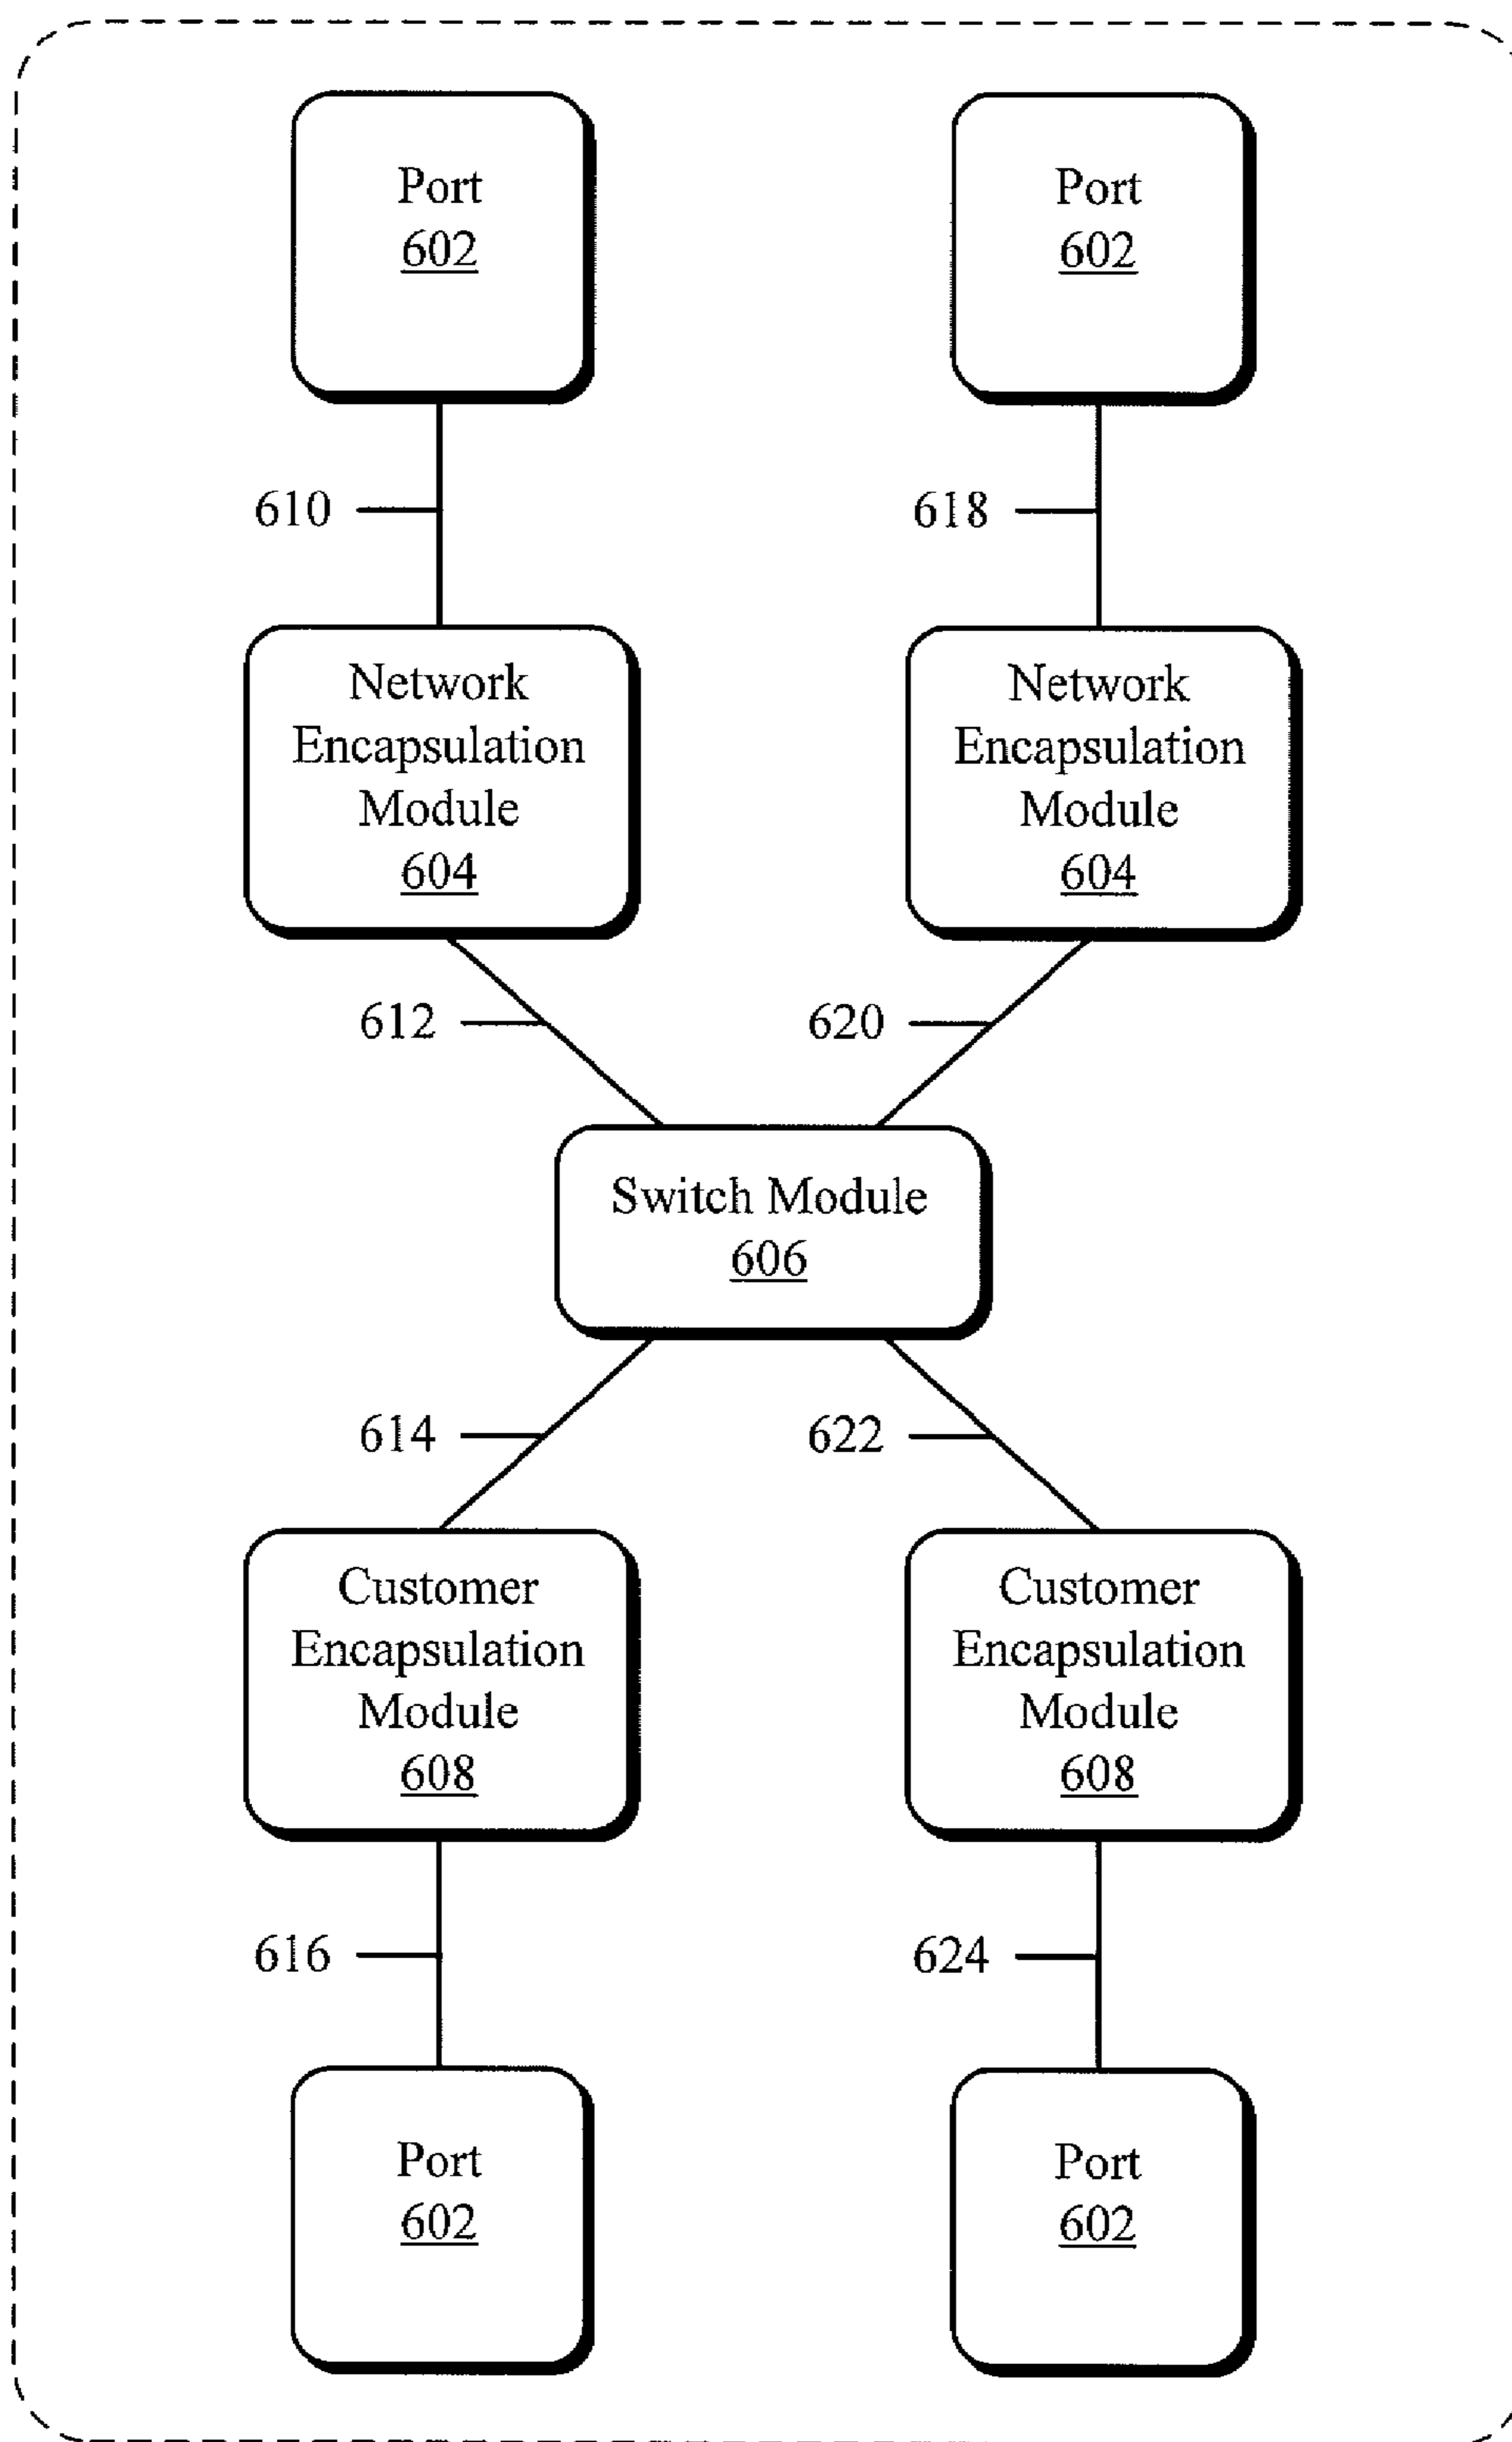 Port
602
Port
602
610
618
Network
Encapsulation
Module
604
Network
Encapsulation
Module
604
612
620
Switch Module
606
614
622
Customer
Encapsulation
Module
608
Customer
Encapsulation
Module
608
616
624
Port
602
Port
602